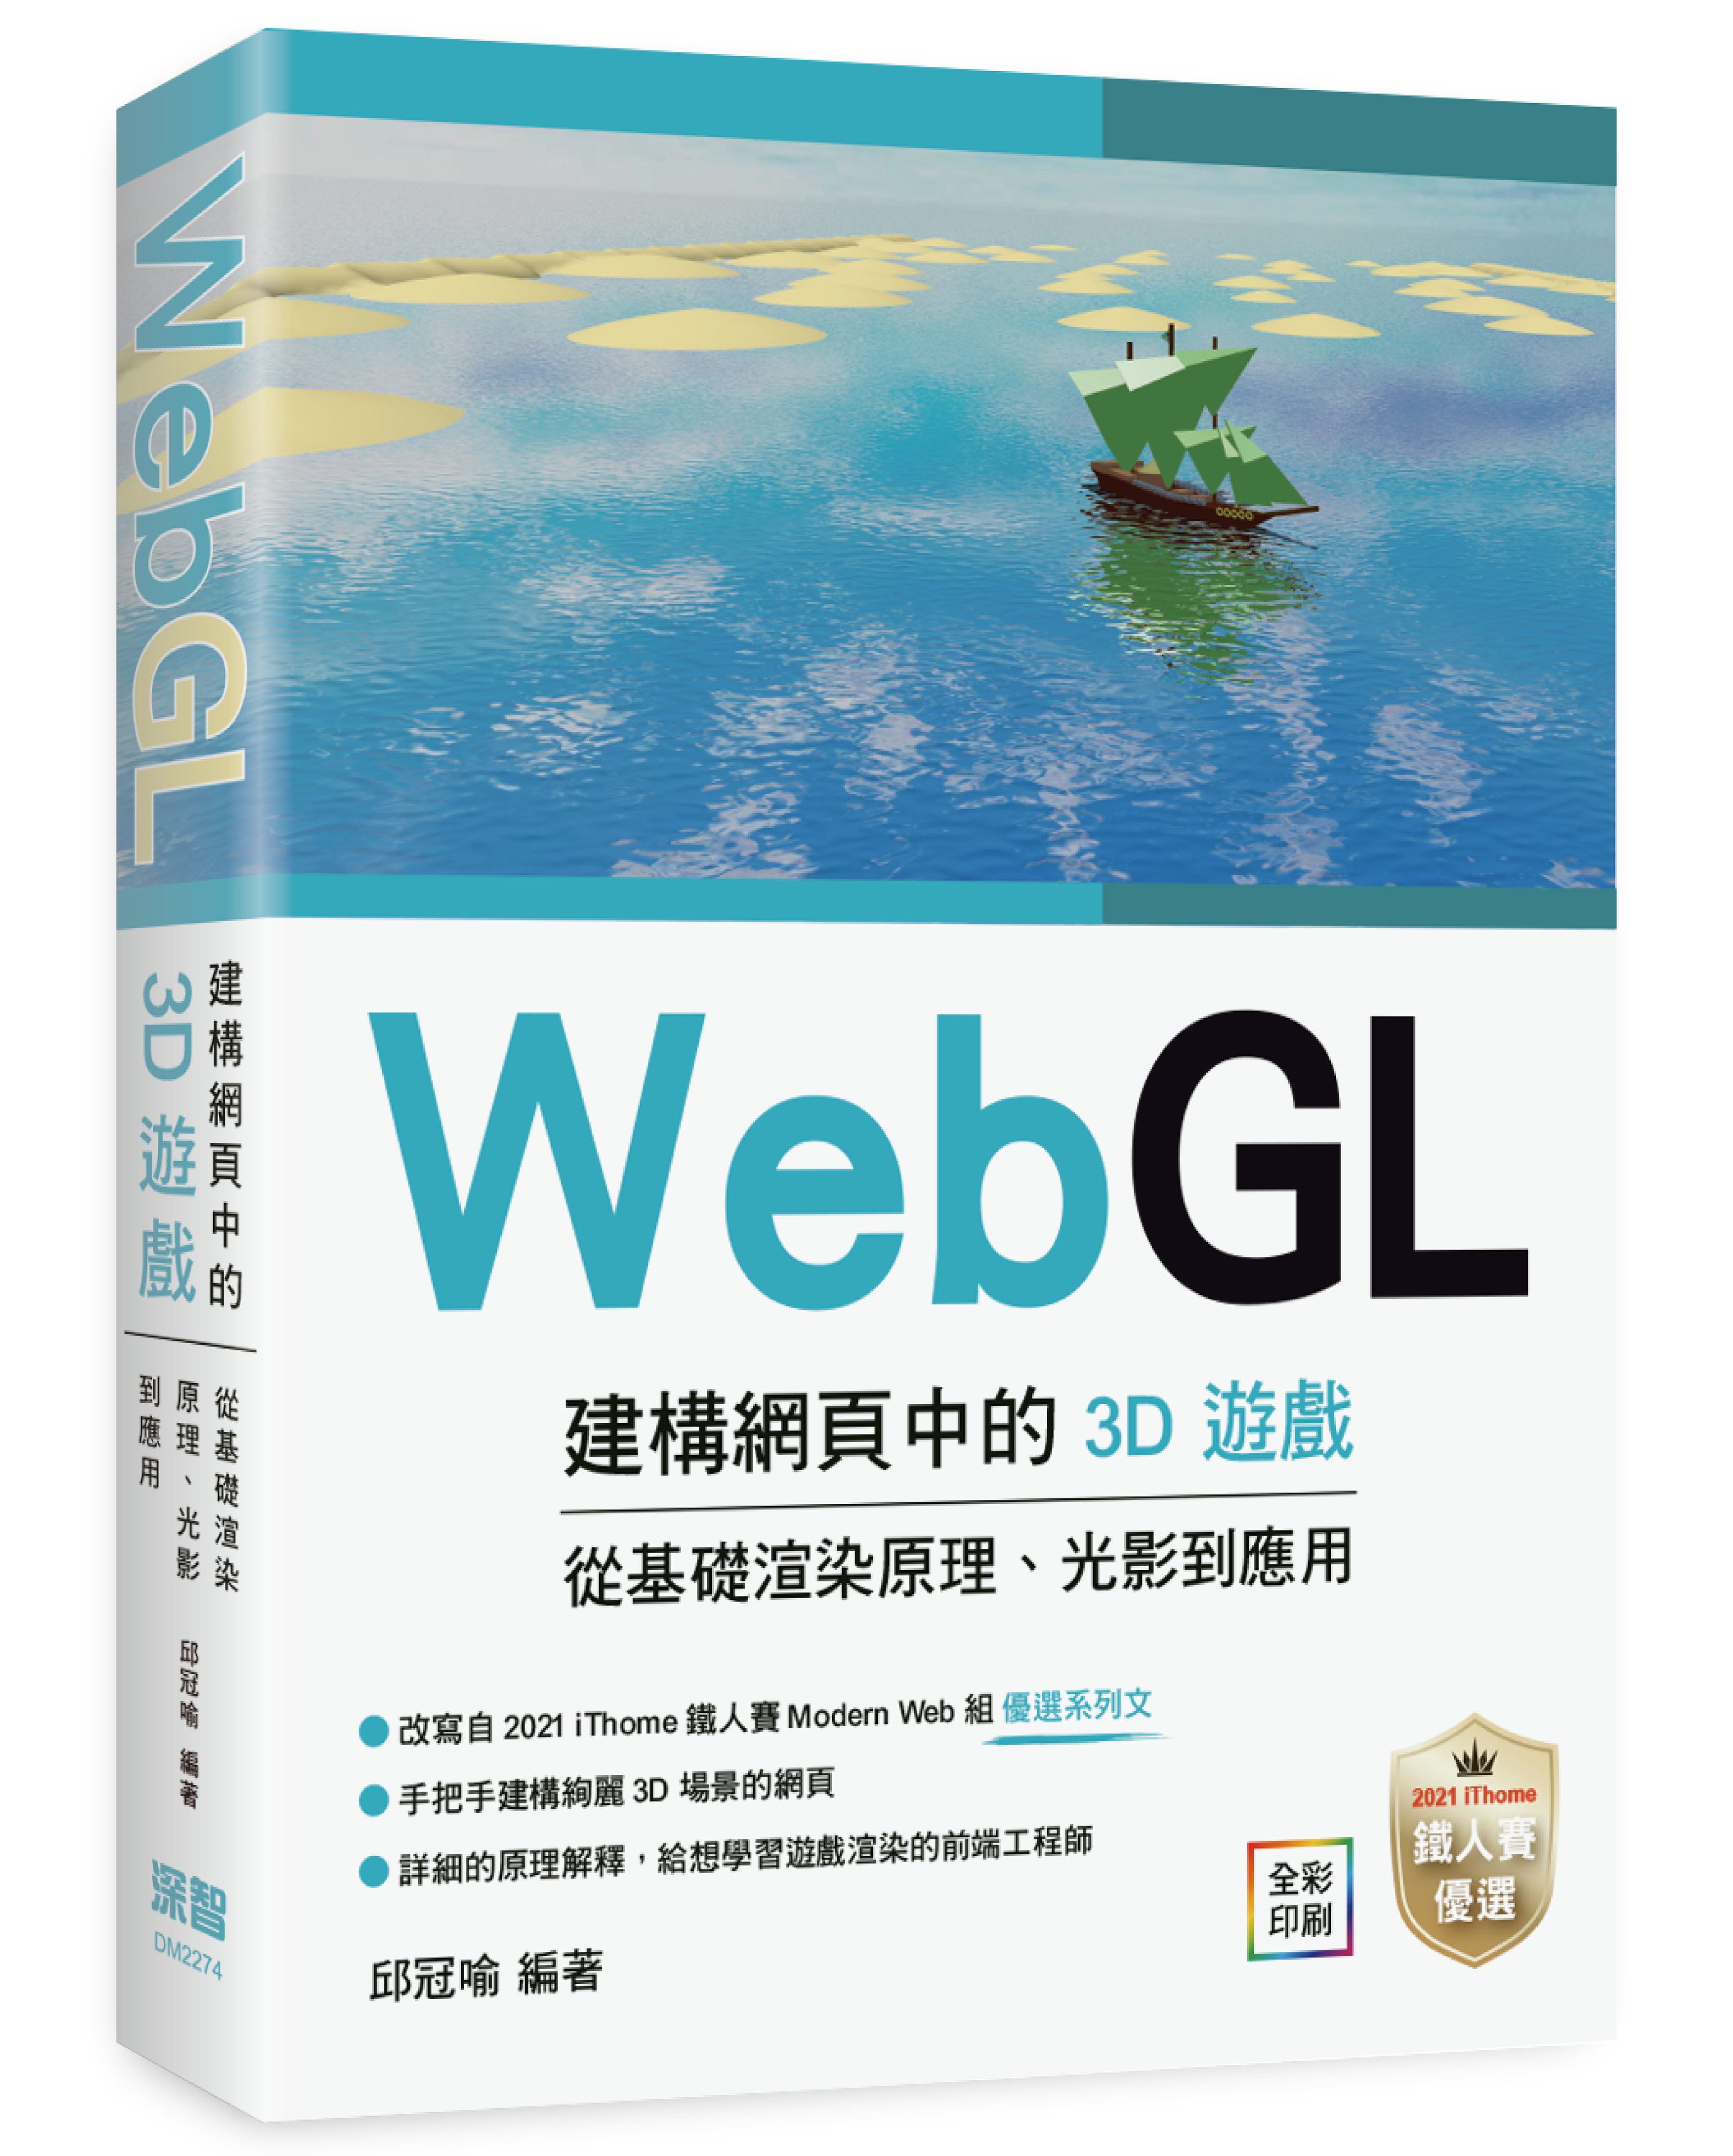 WebGL
建構網頁中的
3D 遊戲
從基礎渲染
原理、光影
到應用
邱冠喻 編著
深智
DM2274
WebGL
建構網頁中的 3D 遊戲
從基礎渲染原理、光影到應用
改寫自 2021 iThome 鐵人賽 Modern Web 組 優選系列文
手把手建構絢麗 3D 場景的網頁
詳細的原理解釋，給想學習遊戲渲染的前端工程師
邱冠喻 編著
全彩
印刷
2021 iThome
鐵人賽
優選